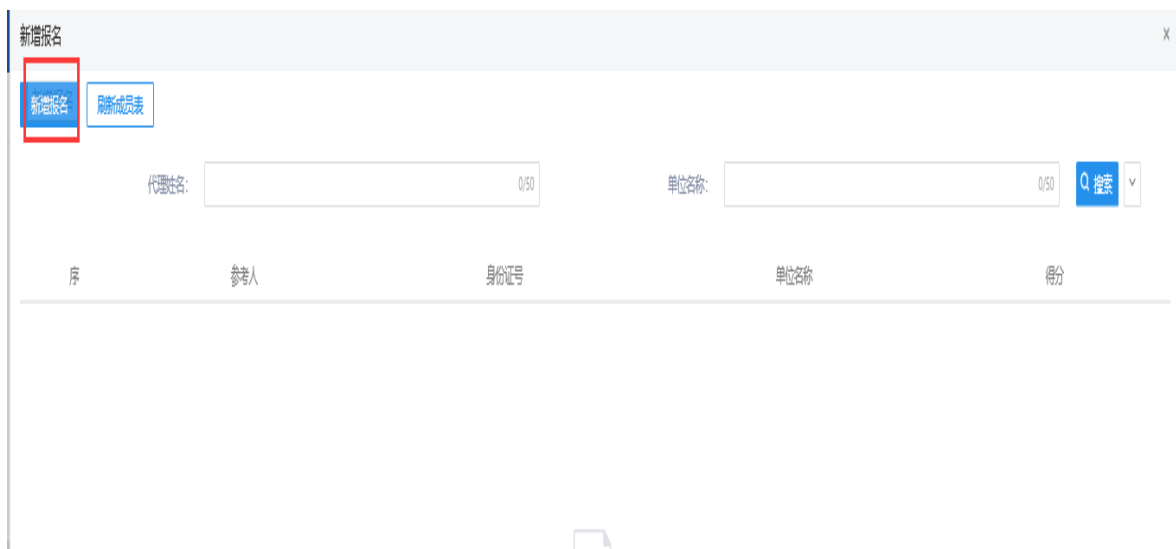 新增报名 x
新增报名 刷新成员表
代理姓名: 0/50 单位名称: 0/50 搜索
序 参考人 身份证号 单位名称 得分